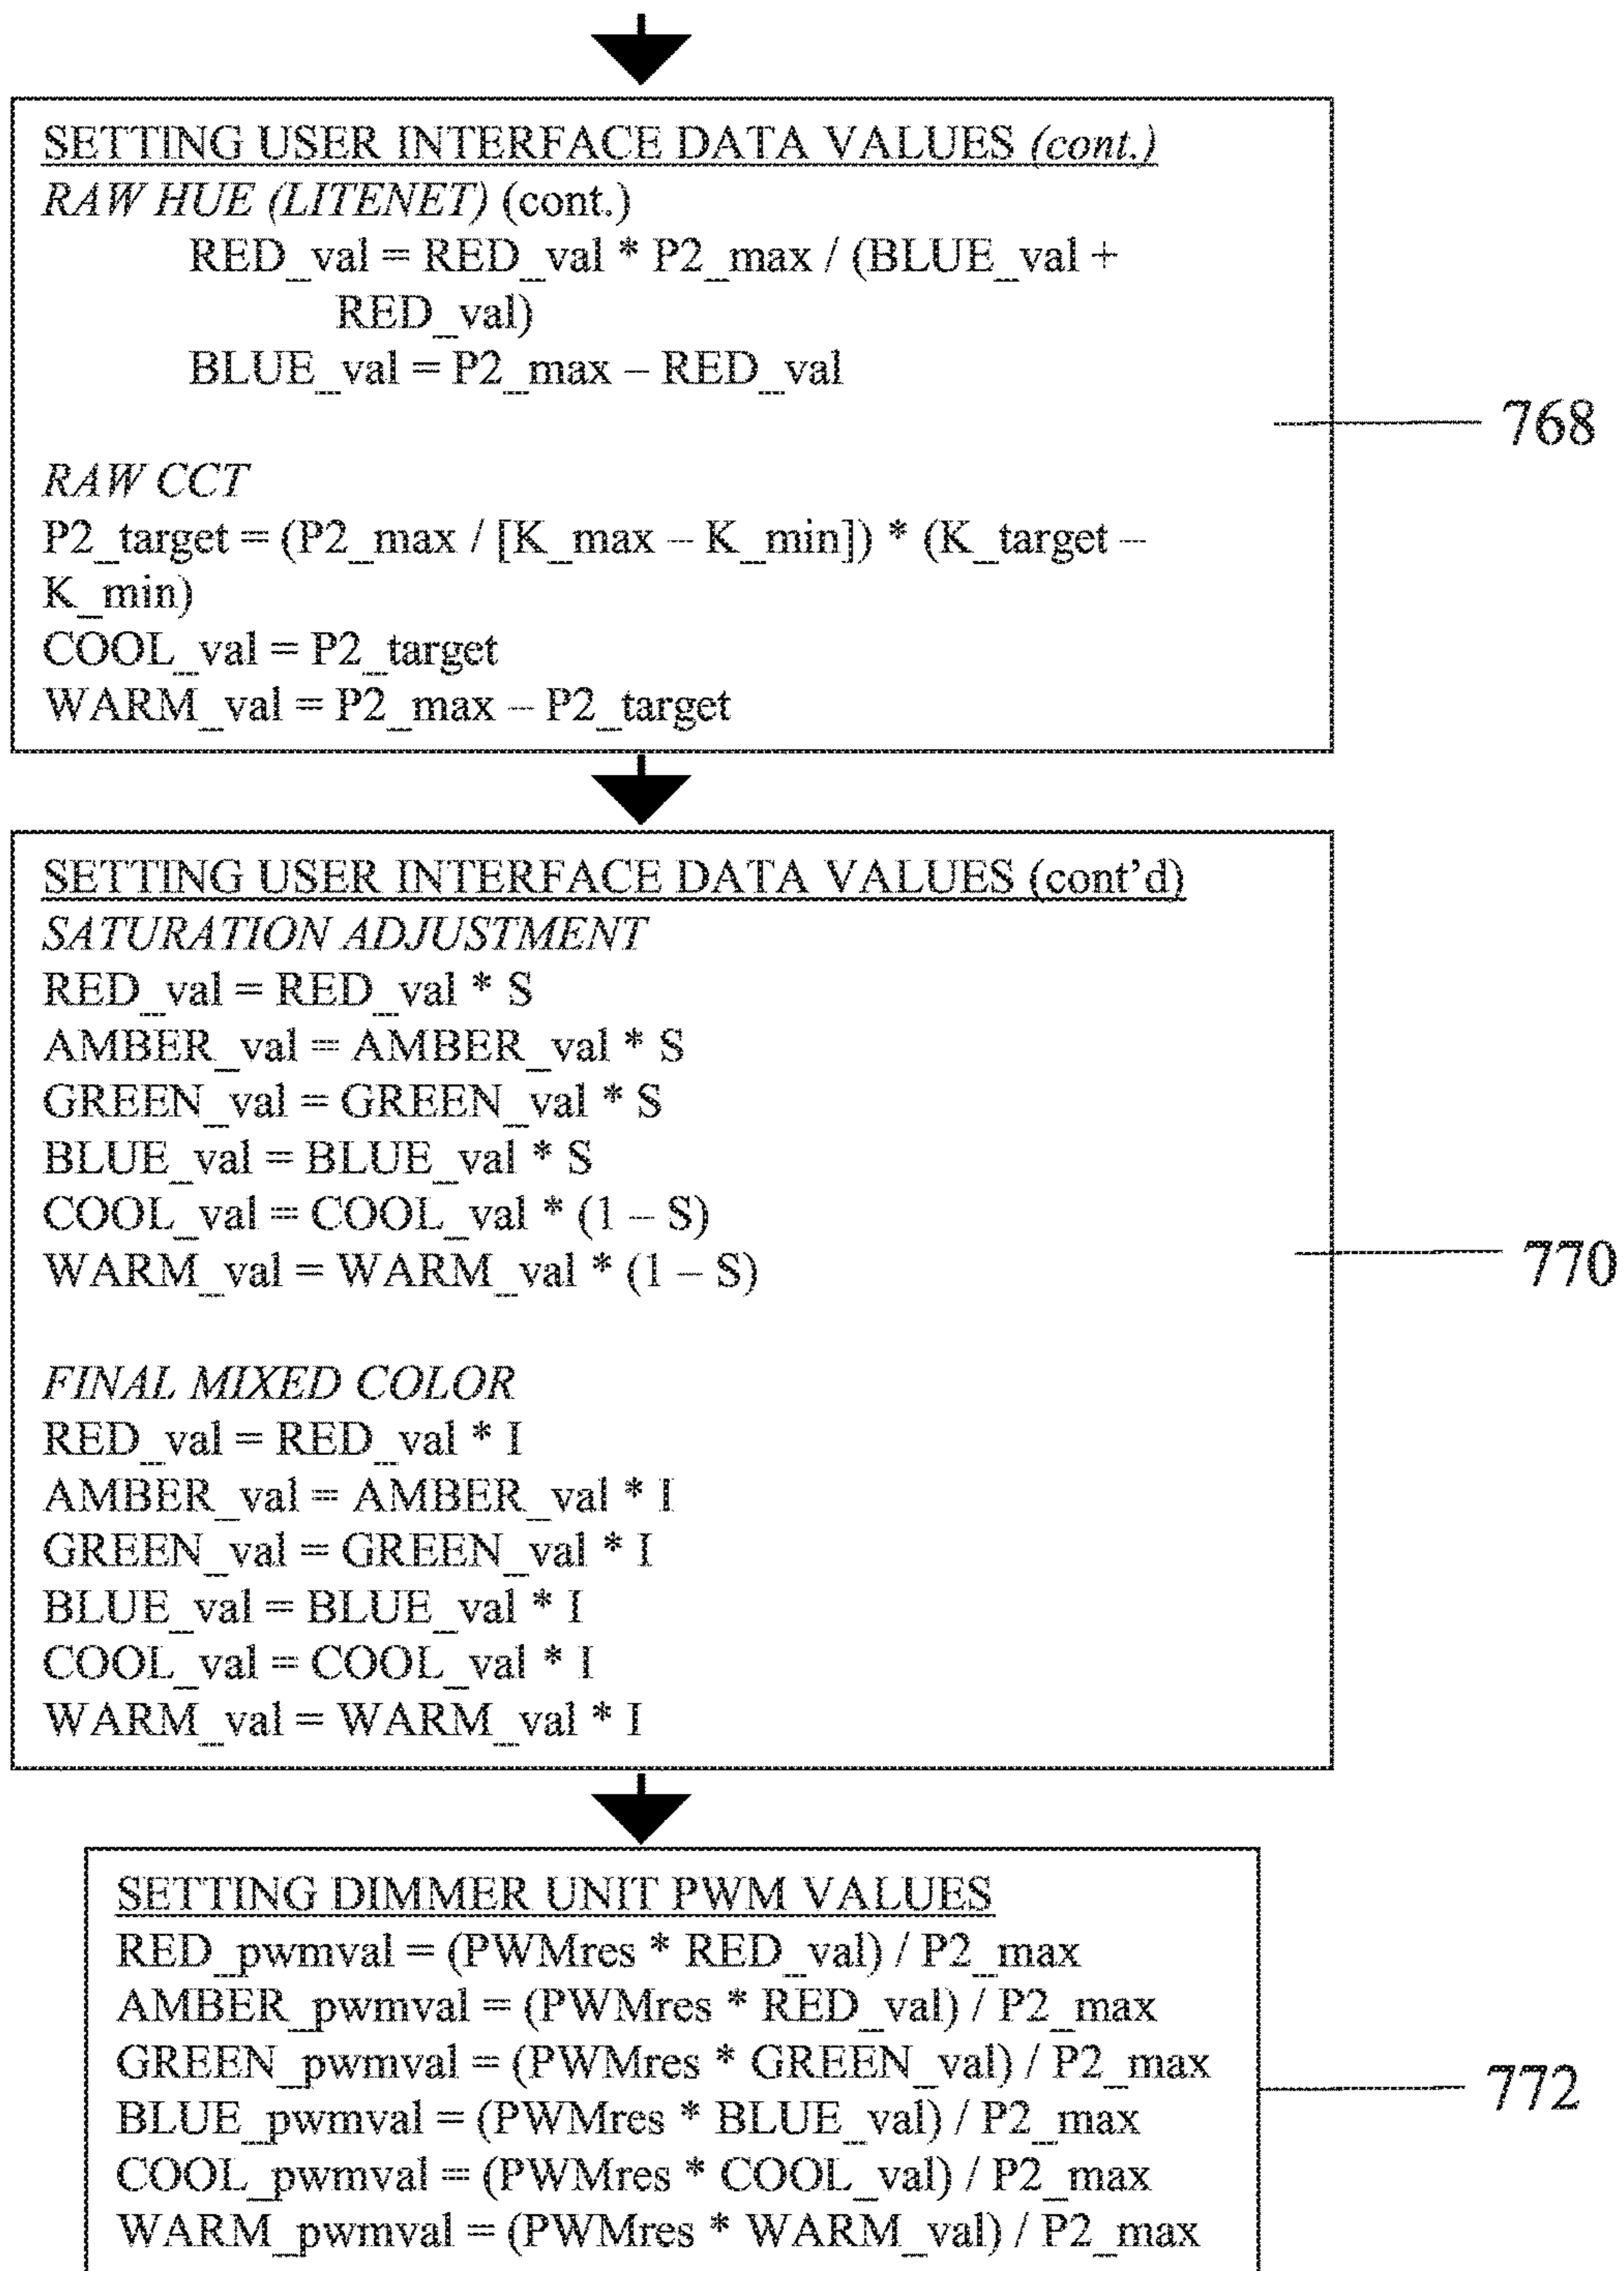 SETTING USER INTERFACE DATA VALUES (cont.)
RAW HUE (LITENET) (cont.)
RED_val = RED_val * P2_max / (BLUE_val +
RED_val)
BLUE_val = P2_max – RED_val
768
RAW CCT
P2_target = (P2_max / [K_max – K_min]) * (K_target –
K_min)
COOL_val = P2_target
WARM_val = P2_max – P2_target
SETTING USER INTERFACE DATA VALUES (cont'd)
SATURATION ADJUSTMENT
RED_val = RED_val * S
AMBER_val = AMBER_val * S
GREEN_val = GREEN_val * S
BLUE_val = BLUE_val * S
COOL_val = COOL_val * (1 – S)
WARM_val = WARM_val * (1 – S)
770
FINAL MIXED COLOR
RED_val = RED_val * I
AMBER_val = AMBER_val * I
GREEN_val = GREEN_val * I
BLUE_val = BLUE_val * I
COOL_val = COOL_val * I
WARM_val = WARM_val * I
SETTING DIMMER UNIT PWM VALUES
RED_pwmval = (PWMres * RED_val) / P2_max
AMBER_pwmval = (PWMres * RED_val) / P2_max
GREEN_pwmval = (PWMres * GREEN_val) / P2_max
772
BLUE_pwmval = (PWMres * BLUE_val) / P2_max
COOL_pwmval = (PWMres * COOL_val) / P2_max
WARM_pwmval = (PWMres * WARM_val) / P2_max